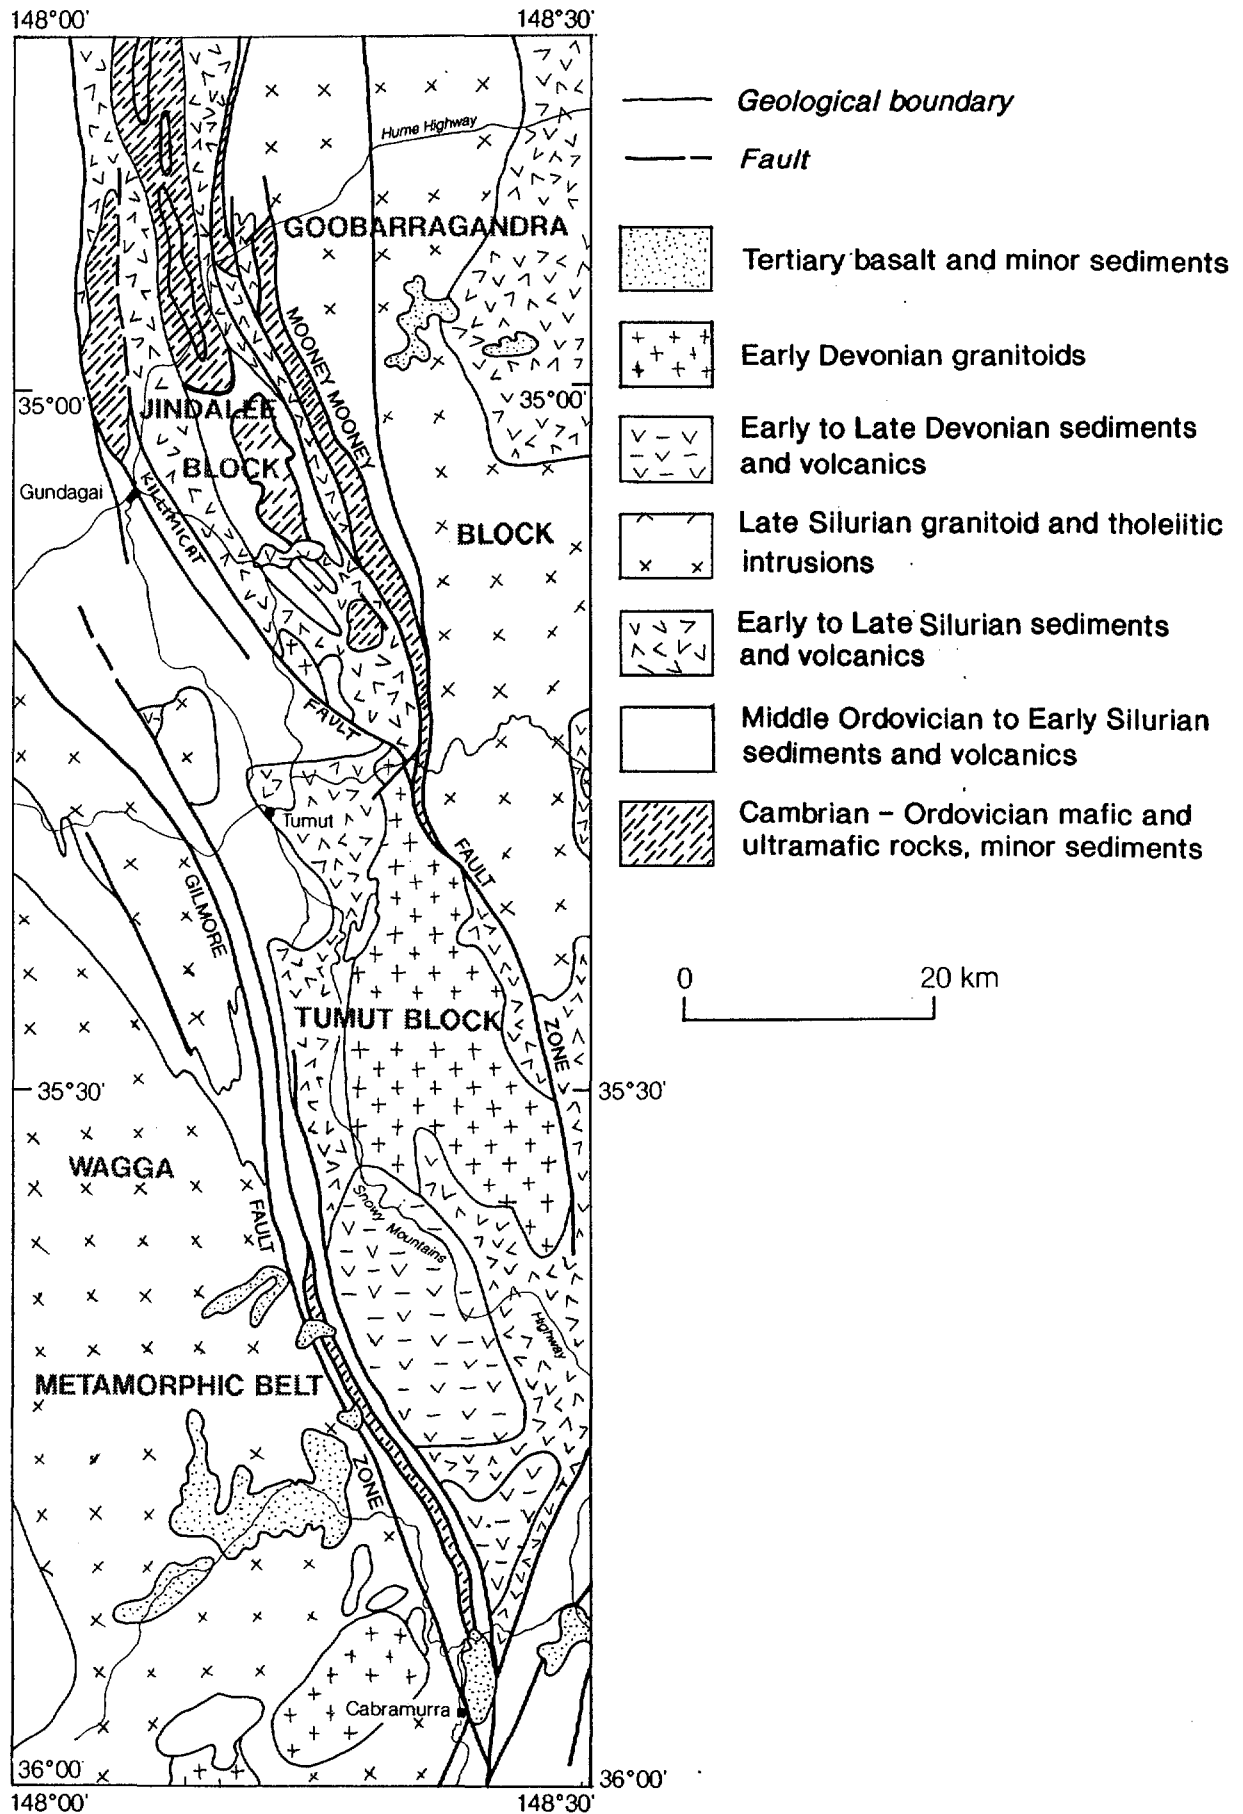 148°00'
148°30'
Geological boundary
Hume Highway
Fault
GOOBARRAGANDRA
Tertiary basalt and minor sediments
MOONEY MOONEY
Early Devonian granitoids
35°00'
35°00'
JINDALEE
BLOCK
Early to Late Devonian sediments
and volcanics
Gundagai
KILLIMICAT
BLOCK
Late Silurian granitoid and tholeiitic
intrusions
Early to Late Silurian sediments
and volcanics
FAULT
Middle Ordovician to Early Silurian
sediments and volcanics
Tumut
FAULT
Cambrian – Ordovician mafic and
ultramafic rocks, minor sediments
GILMORE
0
20 km
TUMUT BLOCK
ZONE
35°30'
35°30'
WAGGA
FAULT
Snowy Mountains
Highway
METAMORPHIC BELT
ZONE
Cabramurra
36°00'
36°00'
148°00'
148°30'